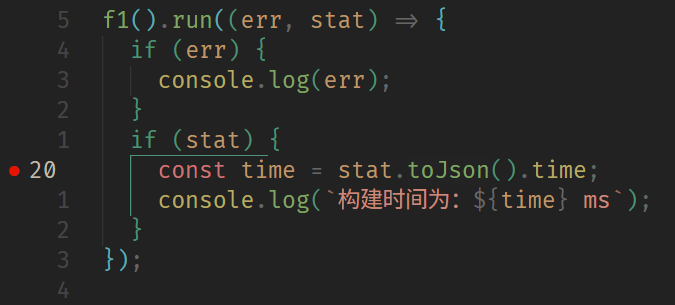 5 f1().run((err, stat) => {
4 if (err) {
3 console.log(err);
2 }
1 if (stat) {
20 const time = stat.toJson().time;
1 console.log(`构建时间为: ${time} ms`);
2 }
3 });
4